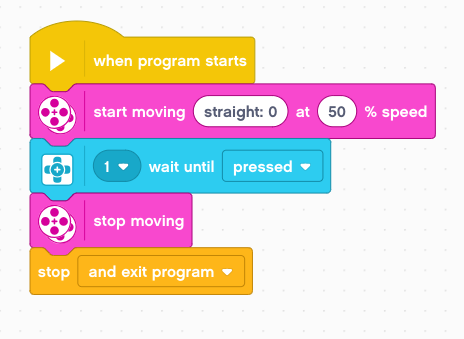 when program starts
start moving straight: 0 at 50 % speed
1 wait until pressed
stop moving
stop and exit program